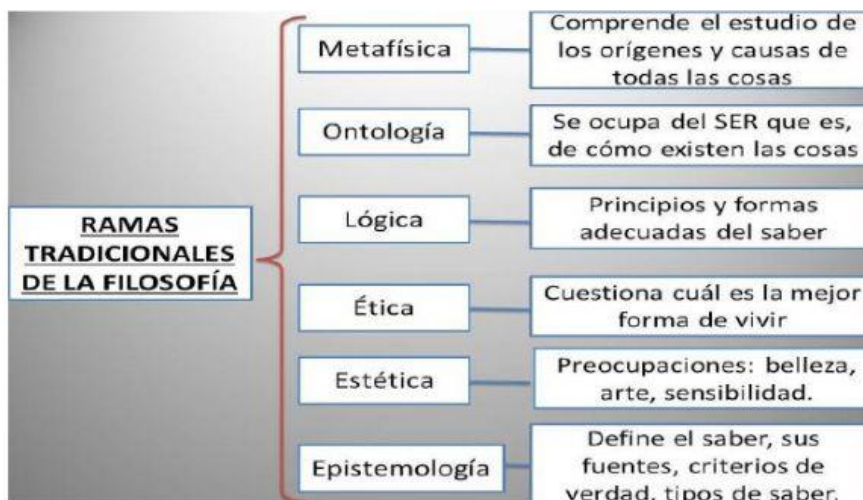 RAMAS
TRADICIONALES
DE LA FILOSOFÍA
Metafísica
Comprende el estudio de
los orígenes y causas de
todas las cosas
Ontología
Se ocupa del SER que es,
de cómo existen las cosas
Lógica
Principios y formas
adecuadas del saber
Ética
Cuestiona cuál es la mejor
forma de vivir
Estética
Preocupaciones: belleza,
arte, sensibilidad.
Epistemología
Define el saber, sus
fuentes, criterios de
verdad, tipos de saber.